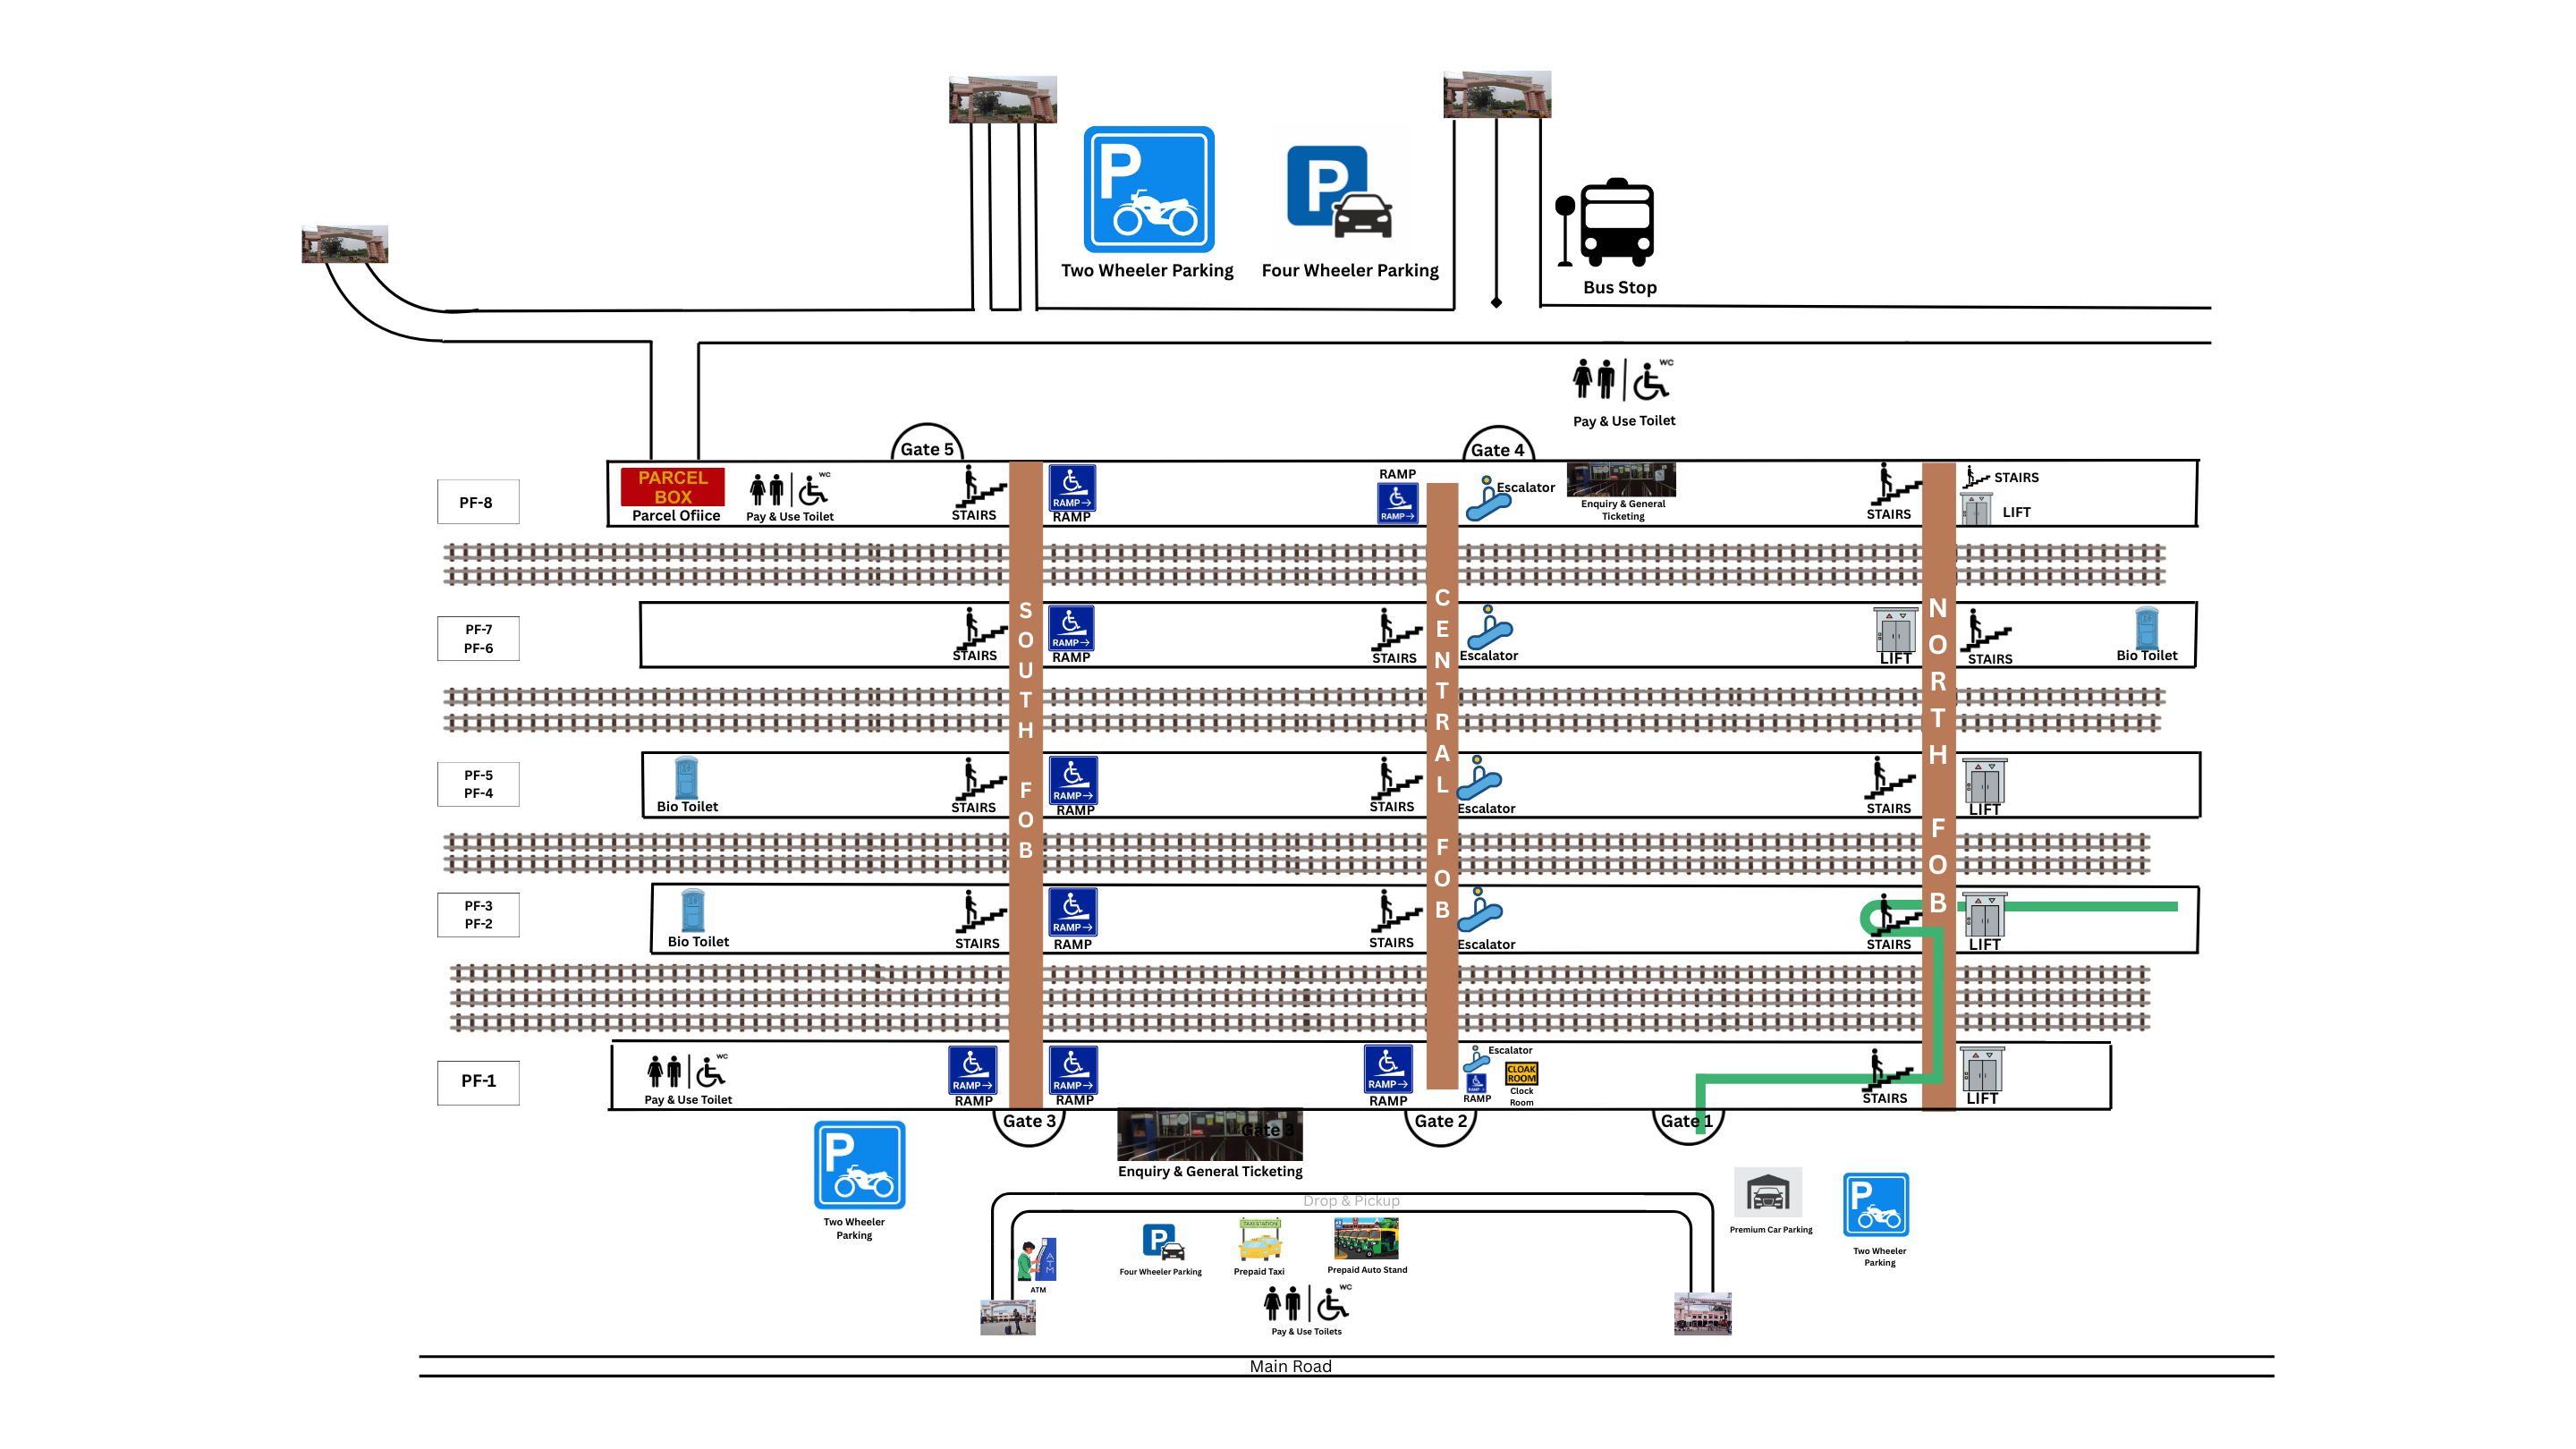 Two Wheeler Parking
Four Wheeler Parking
Bus Stop
WC
Pay & Use Toilet
Gate 5
Gate 4
PF-8
PARCEL
BOX
Parcel Ofiice
WC
Pay & Use Toilet
STAIRS
RAMP→
RAMP
RAMP
RAMP→
Escalator
Enquiry & General
Ticketing
STAIRS
STAIRS
LIFT
PF-7
PF-6
STAIRS
RAMP→
RAMP
STAIRS
Escalator
LIFT
STAIRS
Bio Toilet
SOUTH FOB
CENTRAL FOB
NORTH FOB
PF-5
PF-4
Bio Toilet
STAIRS
RAMP→
RAMP
STAIRS
Escalator
STAIRS
LIFT
PF-3
PF-2
Bio Toilet
STAIRS
RAMP→
RAMP
STAIRS
Escalator
STAIRS
LIFT
PF-1
WC
Pay & Use Toilet
RAMP→
RAMP
RAMP→
RAMP
RAMP→
RAMP
Escalator
RAMP
CLOAK
ROOM
Clock
Room
STAIRS
LIFT
Gate 3
Gate 3
Gate 2
Gate 1
Enquiry & General Ticketing
Two Wheeler
Parking
Drop & Pickup
ATM
ATM
Four Wheeler Parking
TAXI STATION
Prepaid Taxi
Prepaid Auto Stand
WC
Pay & Use Toilets
Premium Car Parking
Two Wheeler
Parking
Main Road